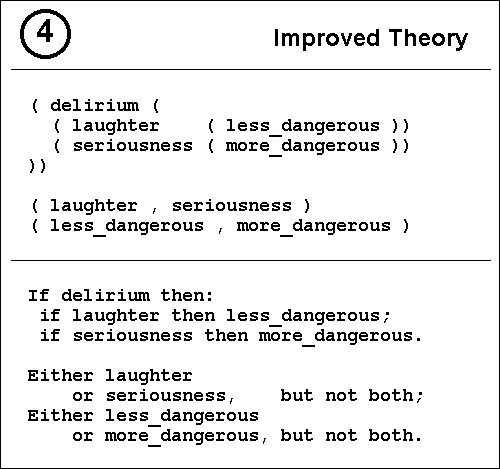 4
Improved Theory
( delirium (
( laughter ( less_dangerous ))
( seriousness ( more_dangerous ))
))
( laughter , seriousness )
( less_dangerous , more_dangerous )
If delirium then:
if laughter then less_dangerous;
if seriousness then more_dangerous.
Either laughter
or seriousness, but not both;
Either less_dangerous
or more_dangerous, but not both.